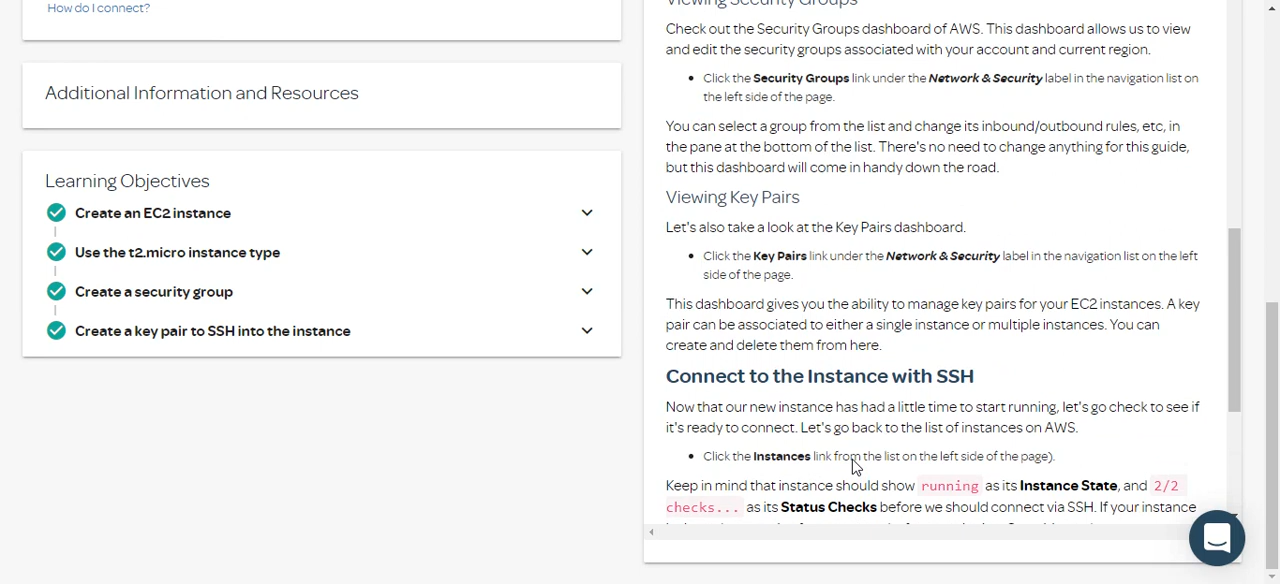 How do I connect?
Additional Information and Resources
Learning Objectives
Create an EC2 instance
Use the t2.micro instance type
Create a security group
Create a key pair to SSH into the instance
Viewing Security Groups
Check out the Security Groups dashboard of AWS. This dashboard allows us to view
and edit the security groups associated with your account and current region.
Click the Security Groups link under the Network & Security label in the navigation list on
the left side of the page.
You can select a group from the list and change its inbound/outbound rules, etc, in
the pane at the bottom of the list. There's no need to change anything for this guide,
but this dashboard will come in handy down the road.
Viewing Key Pairs
Let's also take a look at the Key Pairs dashboard.
Click the Key Pairs link under the Network & Security label in the navigation list on the left
side of the page.
This dashboard gives you the ability to manage key pairs for your EC2 instances. A key
pair can be associated to either a single instance or multiple instances. You can
create and delete them from here.
Connect to the Instance with SSH
Now that our new instance has had a little time to start running, let's go check to see if
it's ready to connect. Let's go back to the list of instances on AWS.
Click the Instances link from the list on the left side of the page).
Keep in mind that instance should show running as its Instance State, and 2/2
checks... as its Status Checks before we should connect via SSH. If your instance